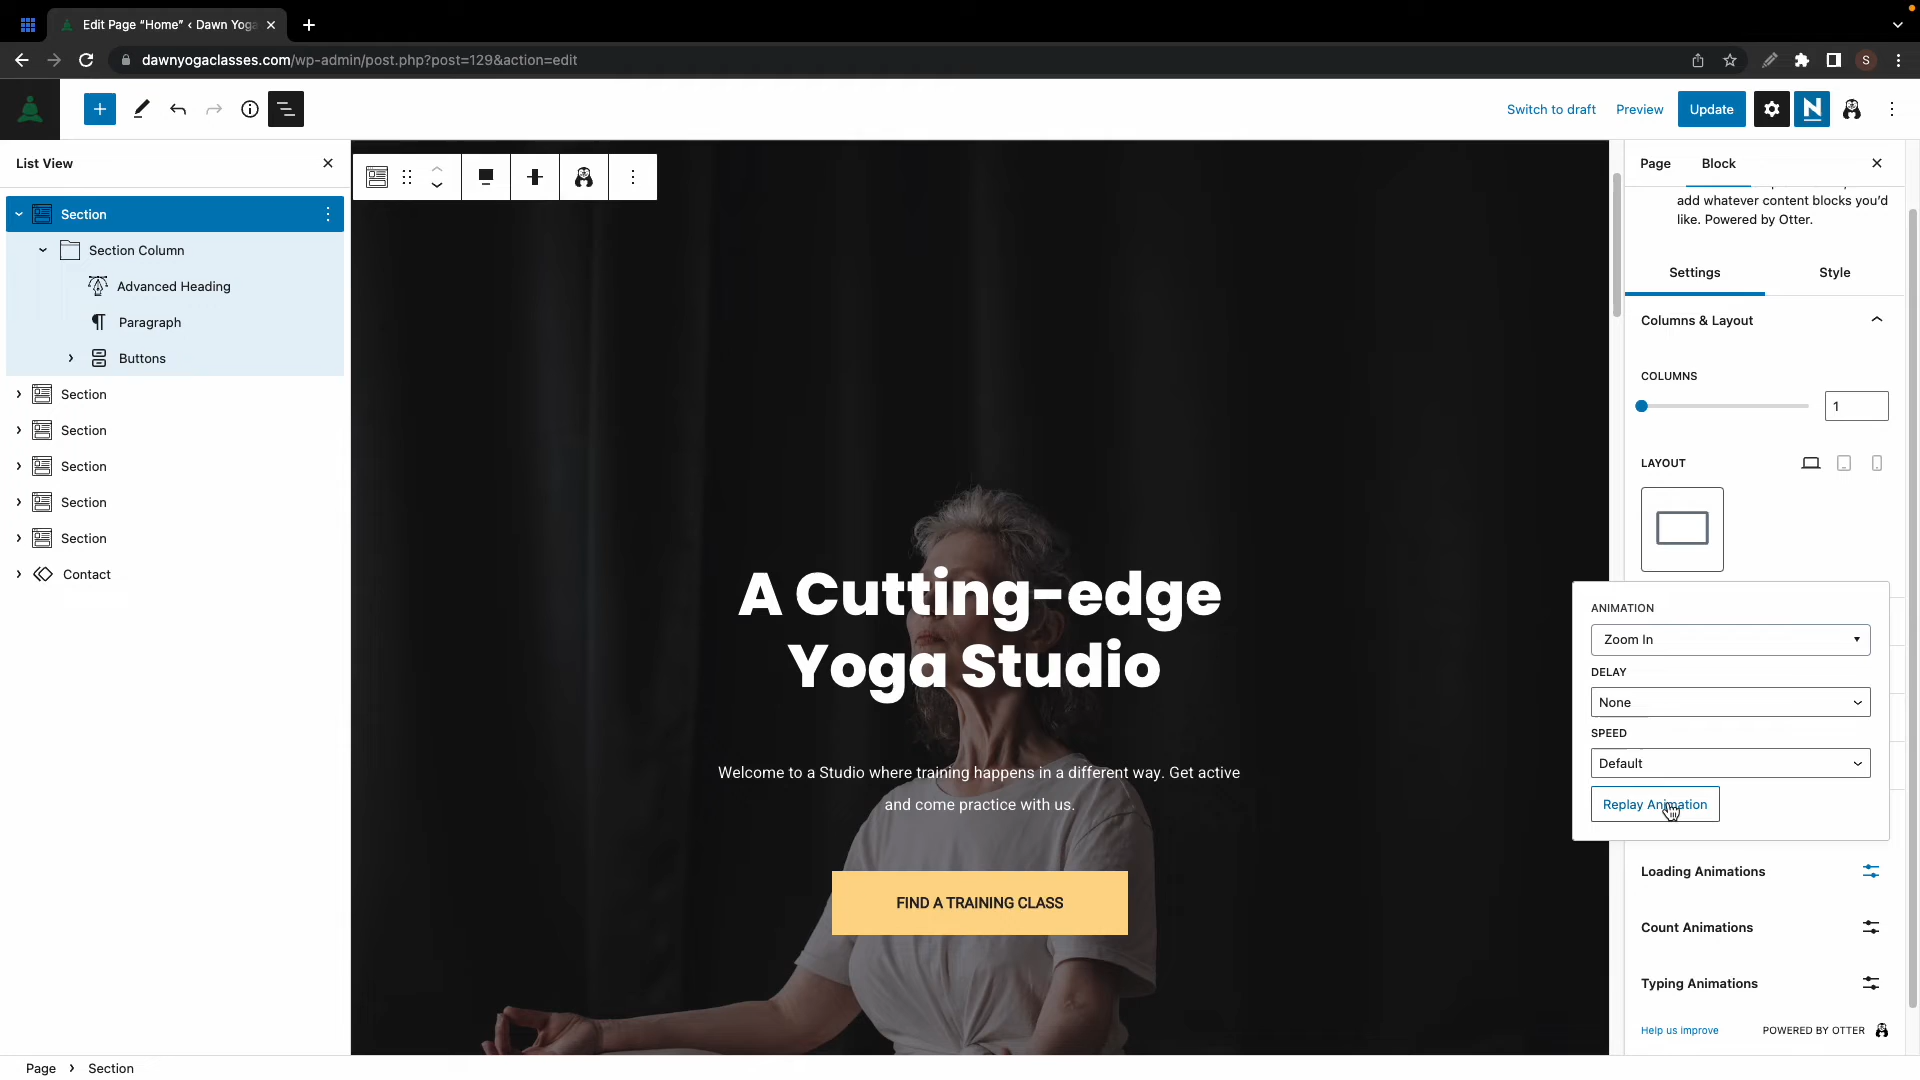 Edit Page “Home” ‹ Dawn Yoga
dawnyogaclasses.com/wp-admin/post.php?post=129&action=edit
S
Switch to draft
Preview
Update
N
List View
Section
Section Column
Advanced Heading
Paragraph
Buttons
Section
Section
Section
Section
Section
Contact
A Cutting-edge
Yoga Studio
Welcome to a Studio where training happens in a different way. Get active
and come practice with us.
FIND A TRAINING CLASS
Page
Block
add whatever content blocks you’d
like. Powered by Otter.
Settings
Style
Columns & Layout
COLUMNS
1
LAYOUT
ANIMATION
Zoom In
DELAY
None
SPEED
Default
Replay Animation
Loading Animations
Count Animations
Typing Animations
Help us improve
POWERED BY OTTER
Page › Section